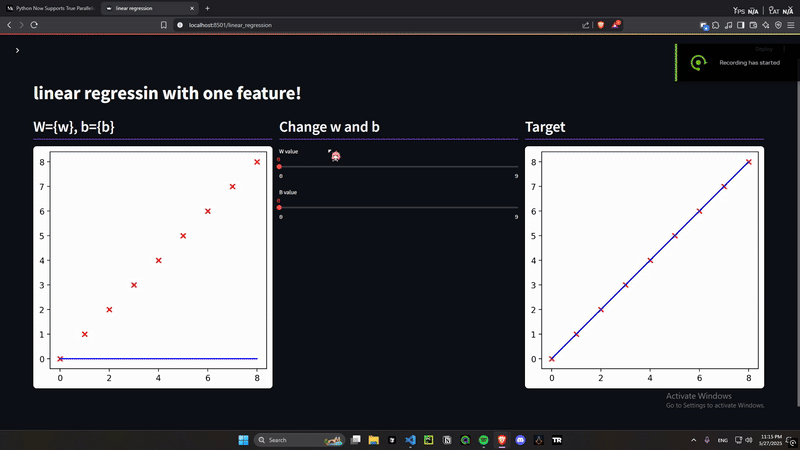 Python Now Supports True Parallelis
linear regression
YPS N/A
LAT N/A
localhost:8501/linear_regression
Deploy
Recording has started
linear regressin with one feature!
W={w}, b={b}
8
7
6
5
4
3
2
1
0
0 2 4 6 8
Change w and b
W value
0
0 9
B value
0
0 9
Target
8
7
6
5
4
3
2
1
0
0 2 4 6 8
Activate Windows
Go to Settings to activate Windows.
Search
TR
ENG
11:15 PM
5/27/2025